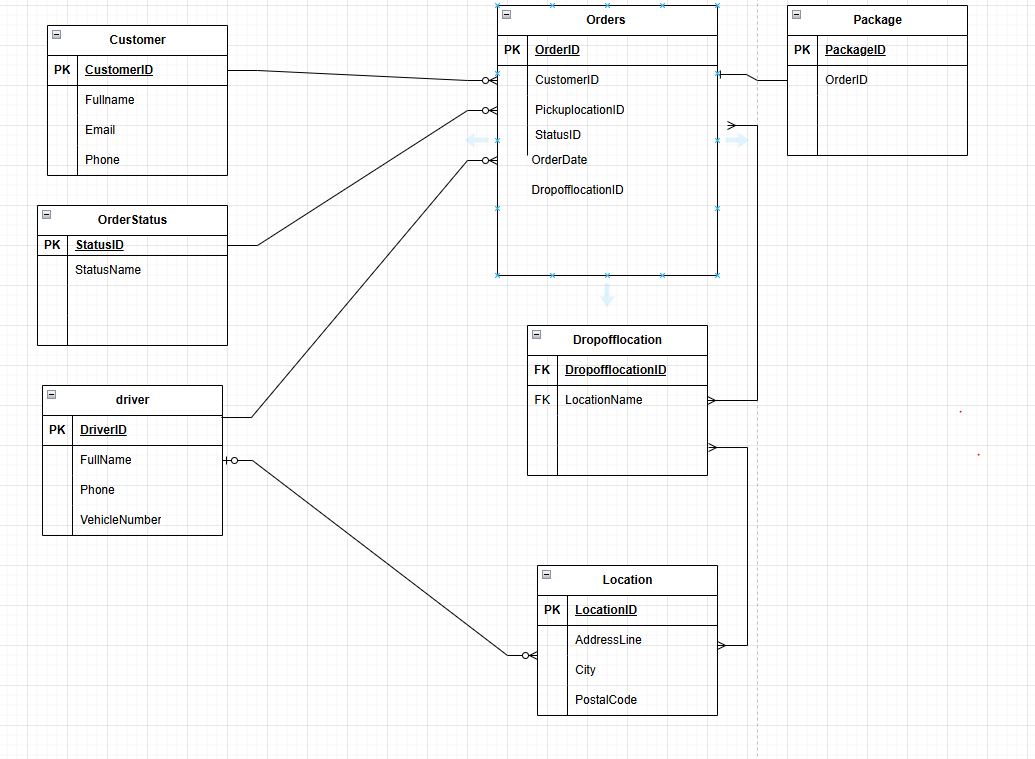 Customer
PK CustomerID
Fullname
Email
Phone
OrderStatus
PK StatusID
StatusName
driver
PK DriverID
FullName
Phone
VehicleNumber
Orders
PK OrderID
CustomerID
PickuplocationID
StatusID
OrderDate
DropofflocationID
Package
PK PackageID
OrderID
Dropofflocation
FK DropofflocationID
FK LocationName
Location
PK LocationID
AddressLine
City
PostalCode